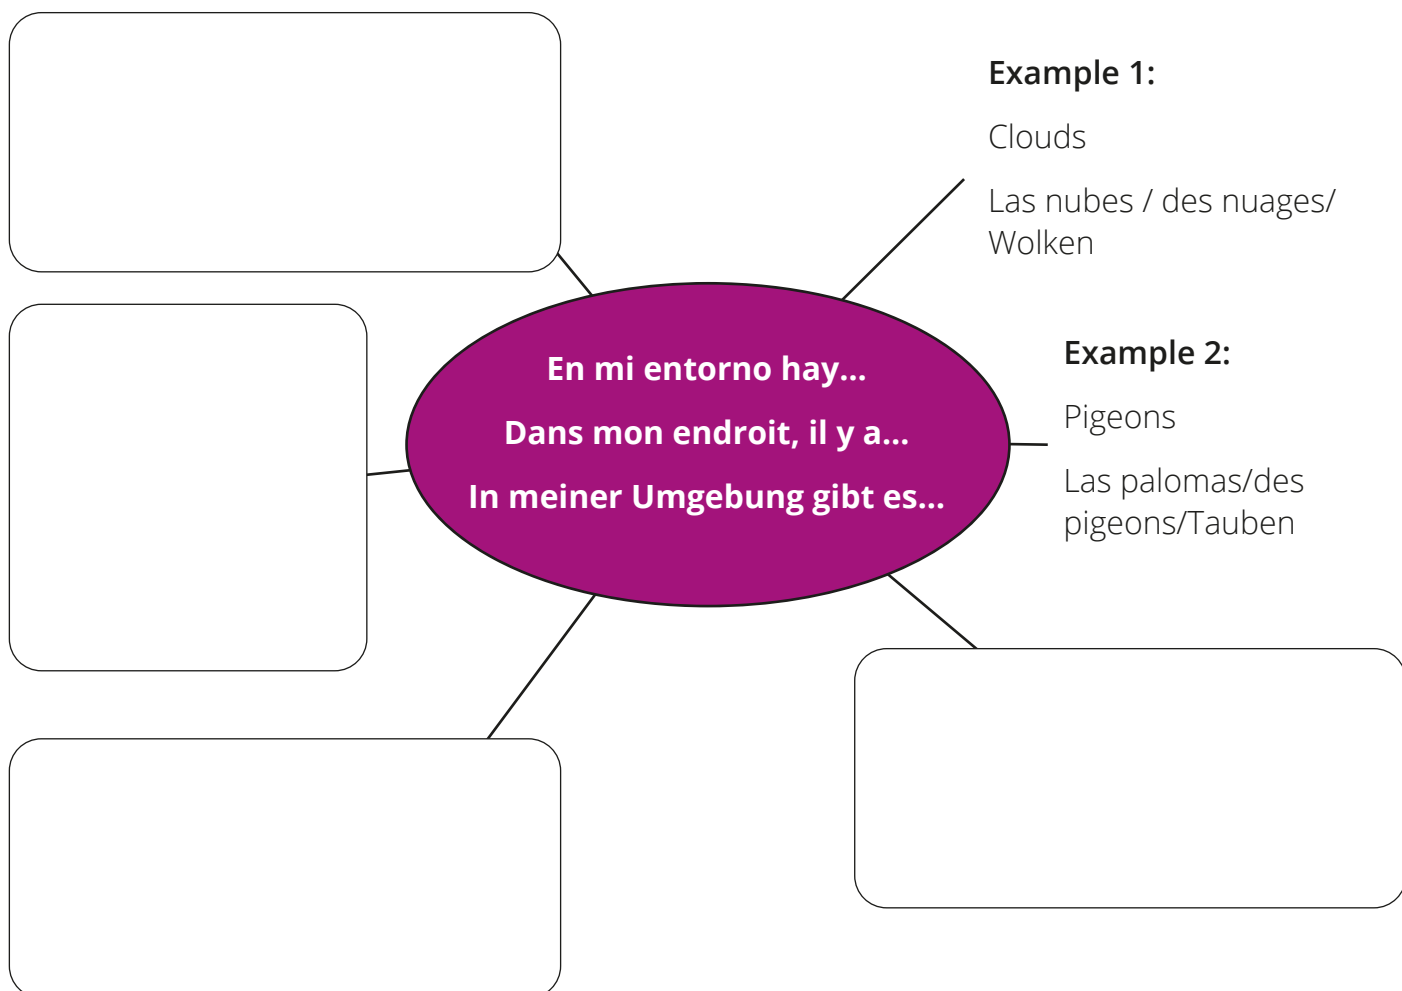 Example 1:
Clouds
Las nubes / des nuages/
Wolken
En mi entorno hay...
Dans mon endroit, il y a...
In meiner Umgebung gibt es...
Example 2:
Pigeons
Las palomas/des
pigeons/Tauben